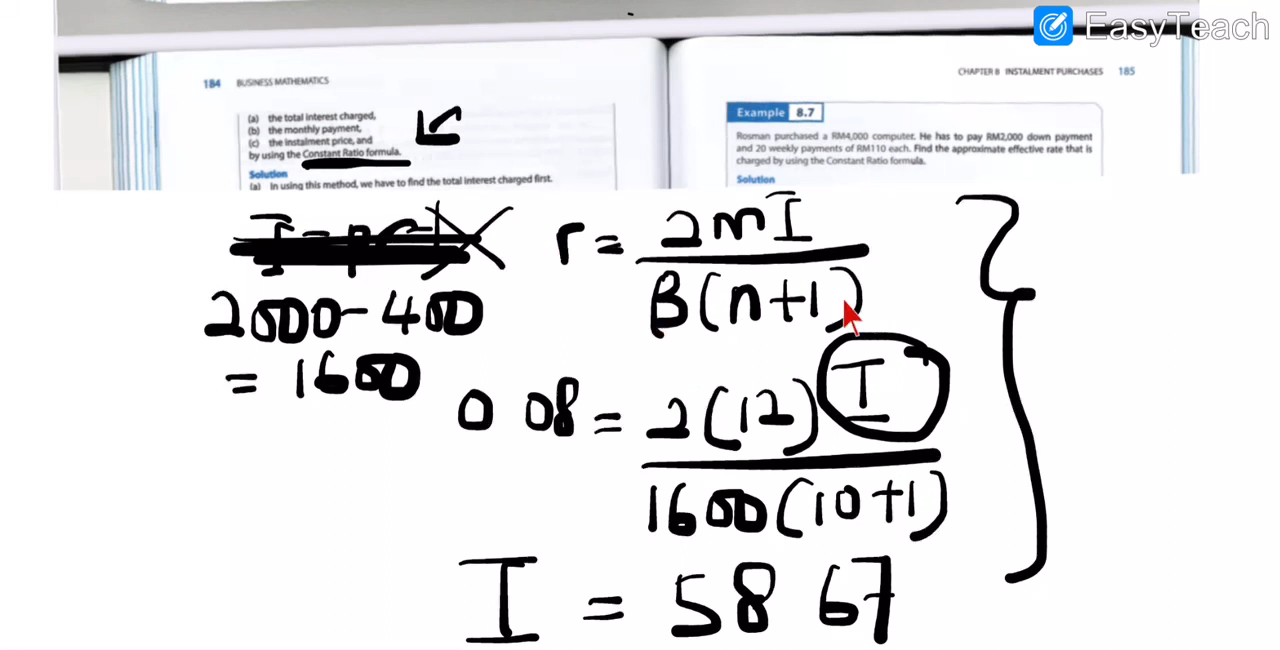 EasyTeach
184 BUSINESS MATHEMATICS
(a) the total interest charged,
(b) the monthly payment,
(c) the instalment price, and
by using the Constant Ratio formula.
Solution
(a) In using this method, we have to find the total interest charged first.
CHAPTER 8 INSTALMENT PURCHASES 185
Example 8.7
Rosman purchased a RM4,000 computer. He has to pay RM2,000 down payment
and 20 weekly payments of RM110 each. Find the approximate effective rate that is
charged by using the Constant Ratio formula.
Solution
2000 - 400
= 1600
r = 2mI
B(n+1)
0 08 = 2(12) I
1600(10+1)
I = 58 67